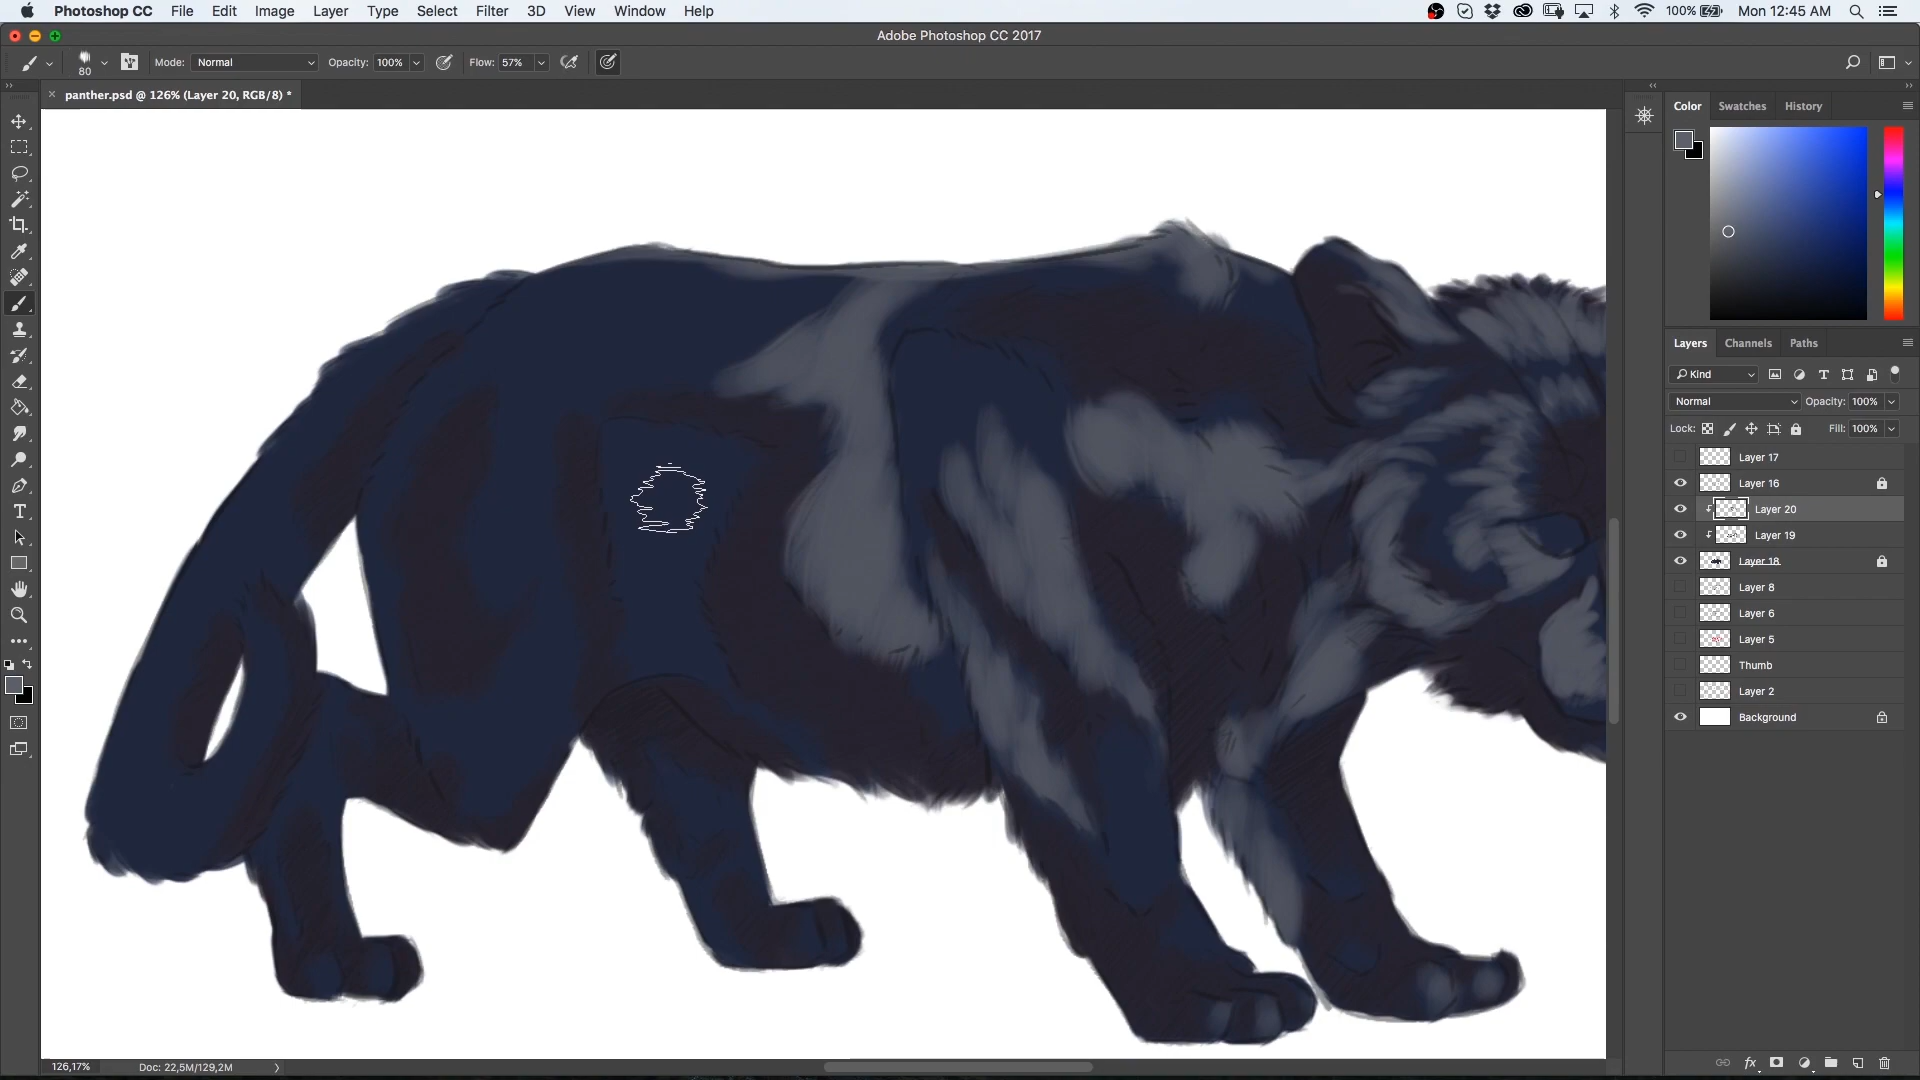 Photoshop CC File Edit Image Layer Type Select Filter 3D View Window Help 100% Mon 12:45 AM
Adobe Photoshop CC 2017
80 Mode: Normal Opacity: 100% Flow: 57%
panther.psd @ 126% (Layer 20, RGB/8) *
Color Swatches History
Layers Channels Paths
Kind
Normal Opacity: 100%
Lock: Fill: 100%
Layer 17
Layer 16
Layer 20
Layer 19
Layer 18
Layer 8
Layer 6
Layer 5
Thumb
Layer 2
Background
126,17% Doc: 22,5M/129,2M